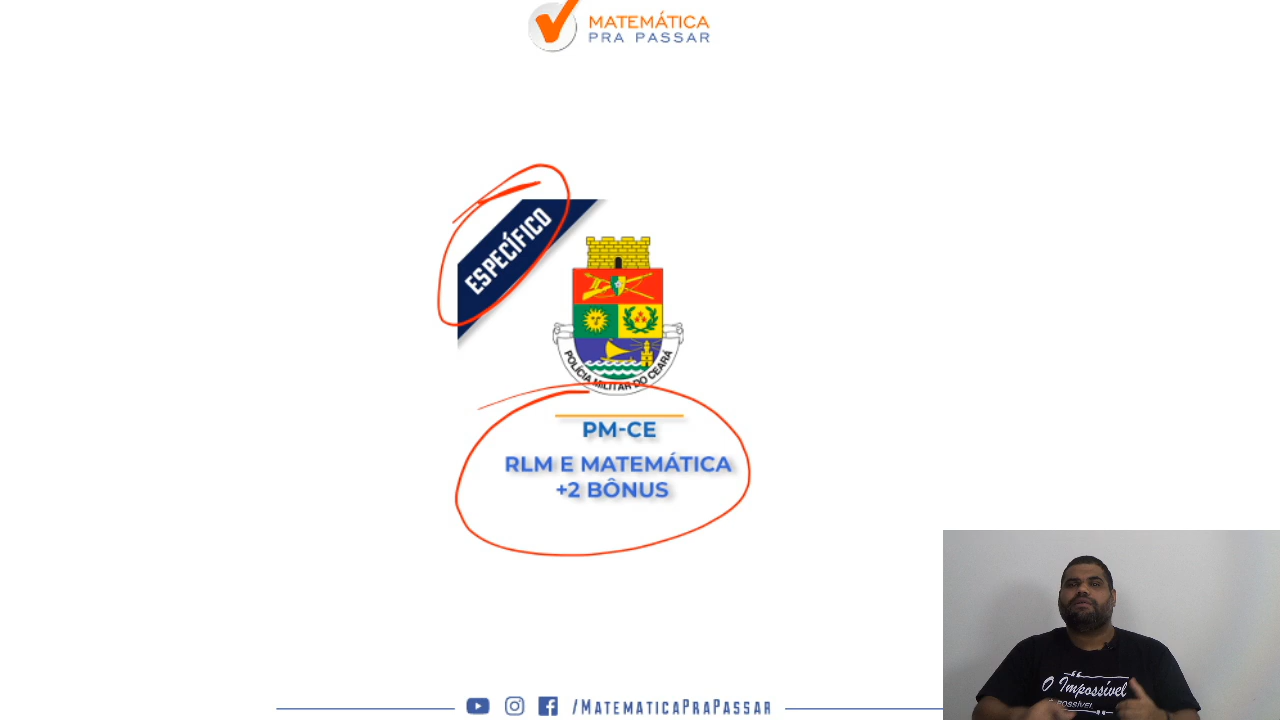 MATEMÁTICA
PRA PASSAR
ESPECÍFICO
POLÍCIA MILITAR DO CEARÁ
PM-CE
RLM E MATEMÁTICA
+2 BÔNUS
/MATEMATICAPRAPASSAR
O Impossível